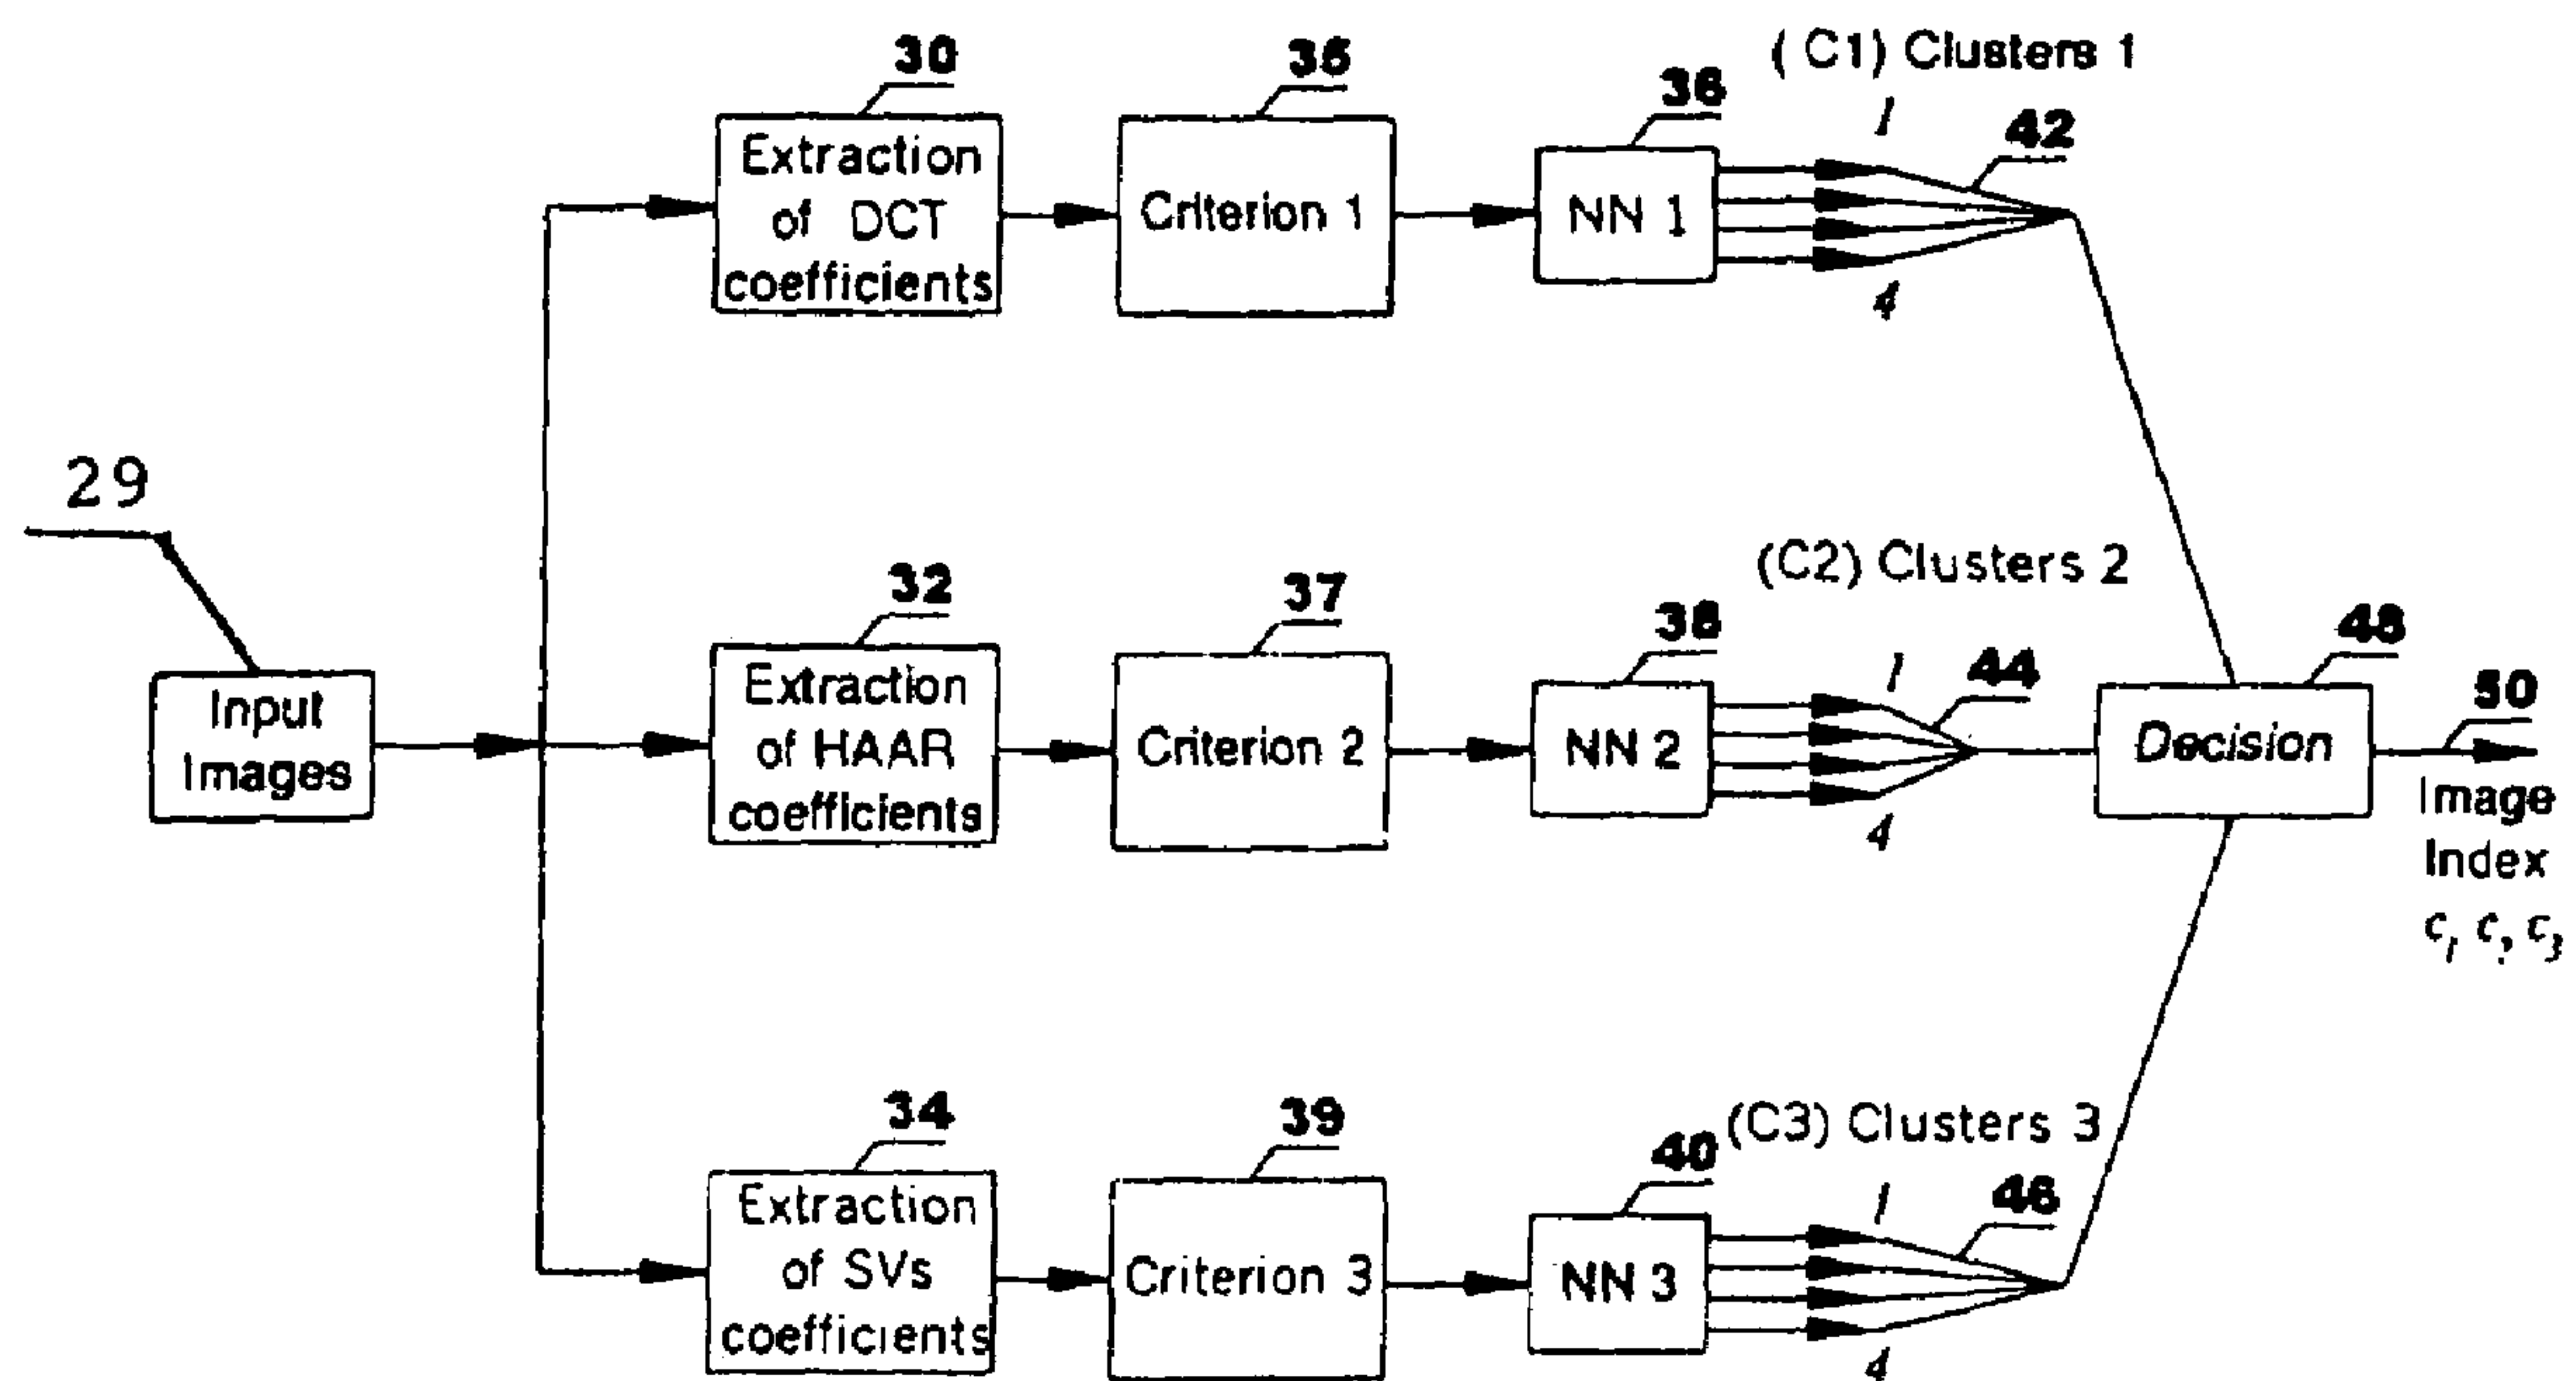 30
Extraction
of DCT
coefficients
35
Criterion 1
36
NN 1
(C1) Clusters 1
1
42
4
29
Input
Images
32
Extraction
of HAAR
coefficients
37
Criterion 2
38
NN 2
(C2) Clusters 2
1
44
4
48
Decision
50
Image
Index
c₁ c₃
34
Extraction
of SVs
coefficients
39
Criterion 3
40
NN 3
(C3) Clusters 3
1
46
4